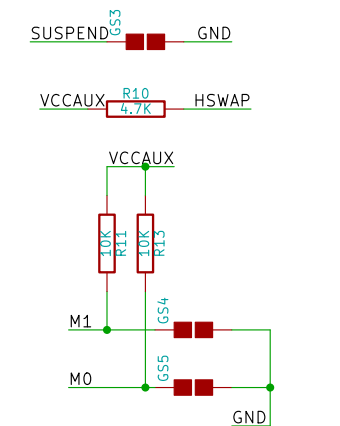 GS3
SUSPEND
GND
R10
VCCAUX
4.7K
HSWAP
VCCAUX
10K
R11
10K
R13
GS4
M1
GS5
M0
GND